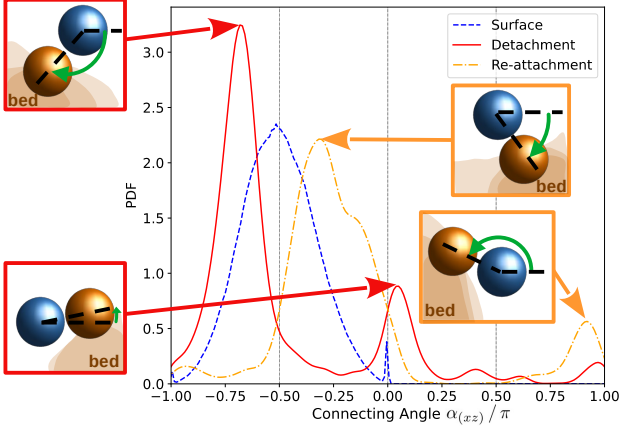 bed
Surface
Detachment
Re-attachment
bed
bed
bed
PDF
3.0
2.5
2.0
1.5
1.0
0.5
0.0
−1.00
−0.75
−0.50
−0.25
0.00
0.25
0.50
0.75
1.00
Connecting Angle α(xz) / π